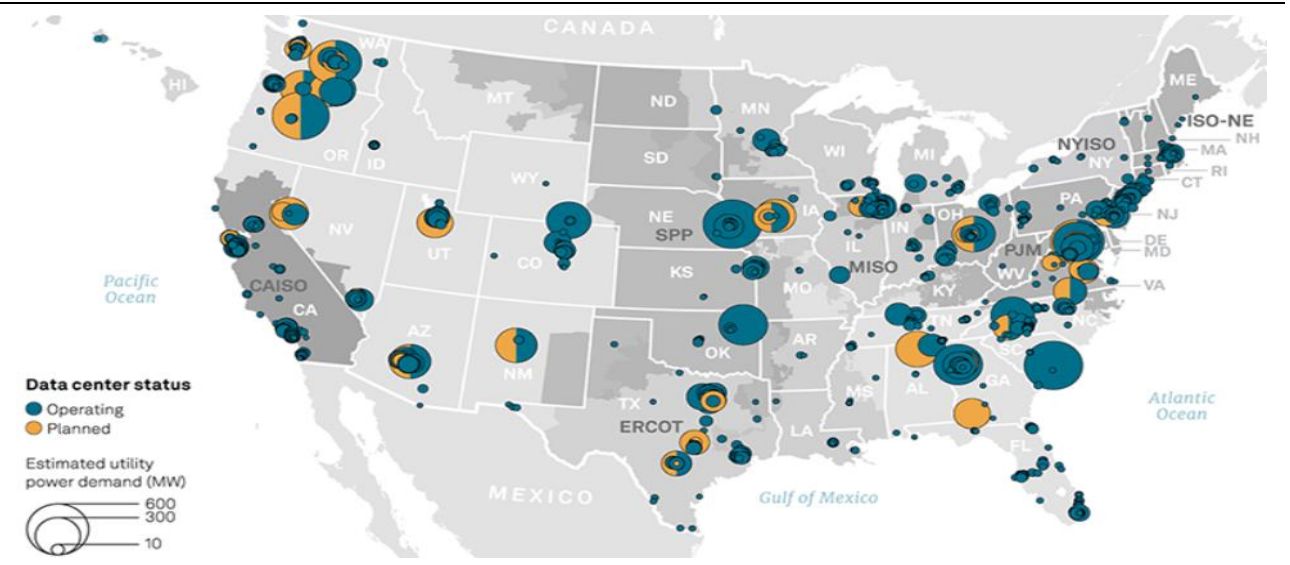 CANADA
WA
HI
MT
ND
MN
ME
VT
ISO-NE
NH
NYISO
MA
NY
RI
CT
OR
ID
SD
WI
MI
WY
PA
NJ
NE
IA
OH
SPP
NV
UT
IL
IN
PJM
DE
MD
CO
MISO
WV
KS
MO
KY
VA
Pacific
Ocean
CAISO
CA
AZ
NM
OK
AR
TN
NC
SC
MS
AL
GA
Data center status
Operating
Planned
TX
ERCOT
LA
Atlantic
Ocean
FL
Estimated utility
power demand (MW)
600
300
10
MEXICO
Gulf of Mexico